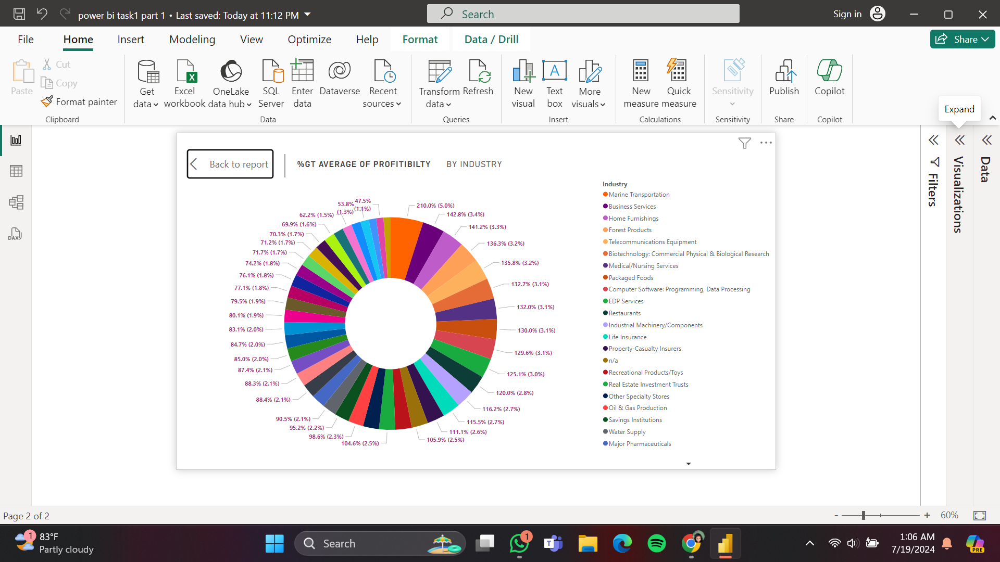 power bi task1 part 1 • Last saved: Today at 11:12 PM
Search
Sign in
File
Home
Insert
Modeling
View
Optimize
Help
Format
Data / Drill
Share
Paste
Cut
Copy
Format painter
Clipboard
Get data
Excel workbook
OneLake data hub
SQL Server
Enter data
Dataverse
Recent sources
Data
Transform data
Refresh
Queries
New visual
Text box
More visuals
Insert
New measure
Quick measure
Calculations
Sensitivity
Sensitivity
Publish
Share
Copilot
Copilot
Expand
DAX
Back to report
%GT AVERAGE OF PROFITIBILTY
BY INDUSTRY
210.0% (5.0%)
142.8% (3.4%)
141.2% (3.3%)
136.3% (3.2%)
135.8% (3.2%)
132.7% (3.1%)
132.0% (3.1%)
130.0% (3.1%)
129.6% (3.1%)
125.1% (3.0%)
120.0% (2.8%)
116.2% (2.7%)
115.5% (2.7%)
111.1% (2.6%)
105.9% (2.5%)
104.6% (2.5%)
98.6% (2.3%)
95.2% (2.2%)
90.5% (2.1%)
88.4% (2.1%)
88.3% (2.1%)
87.4% (2.1%)
85.0% (2.0%)
84.7% (2.0%)
83.1% (2.0%)
80.1% (1.9%)
79.5% (1.9%)
77.1% (1.8%)
76.1% (1.8%)
74.2% (1.8%)
71.7% (1.7%)
71.2% (1.7%)
70.3% (1.7%)
69.9% (1.6%)
62.2% (1.5%)
53.8% (1.3%)
47.5% (1.1%)
Industry
Marine Transportation
Business Services
Home Furnishings
Forest Products
Telecommunications Equipment
Biotechnology: Commercial Physical & Biological Research
Medical/Nursing Services
Packaged Foods
Computer Software: Programming, Data Processing
EDP Services
Restaurants
Industrial Machinery/Components
Life Insurance
Property-Casualty Insurers
n/a
Recreational Products/Toys
Real Estate Investment Trusts
Other Specialty Stores
Oil & Gas Production
Savings Institutions
Water Supply
Major Pharmaceuticals
Filters
Visualizations
Data
Page 2 of 2
- + 60%
1
83°F
Partly cloudy
Search
1
T
1:06 AM
7/19/2024
PRE